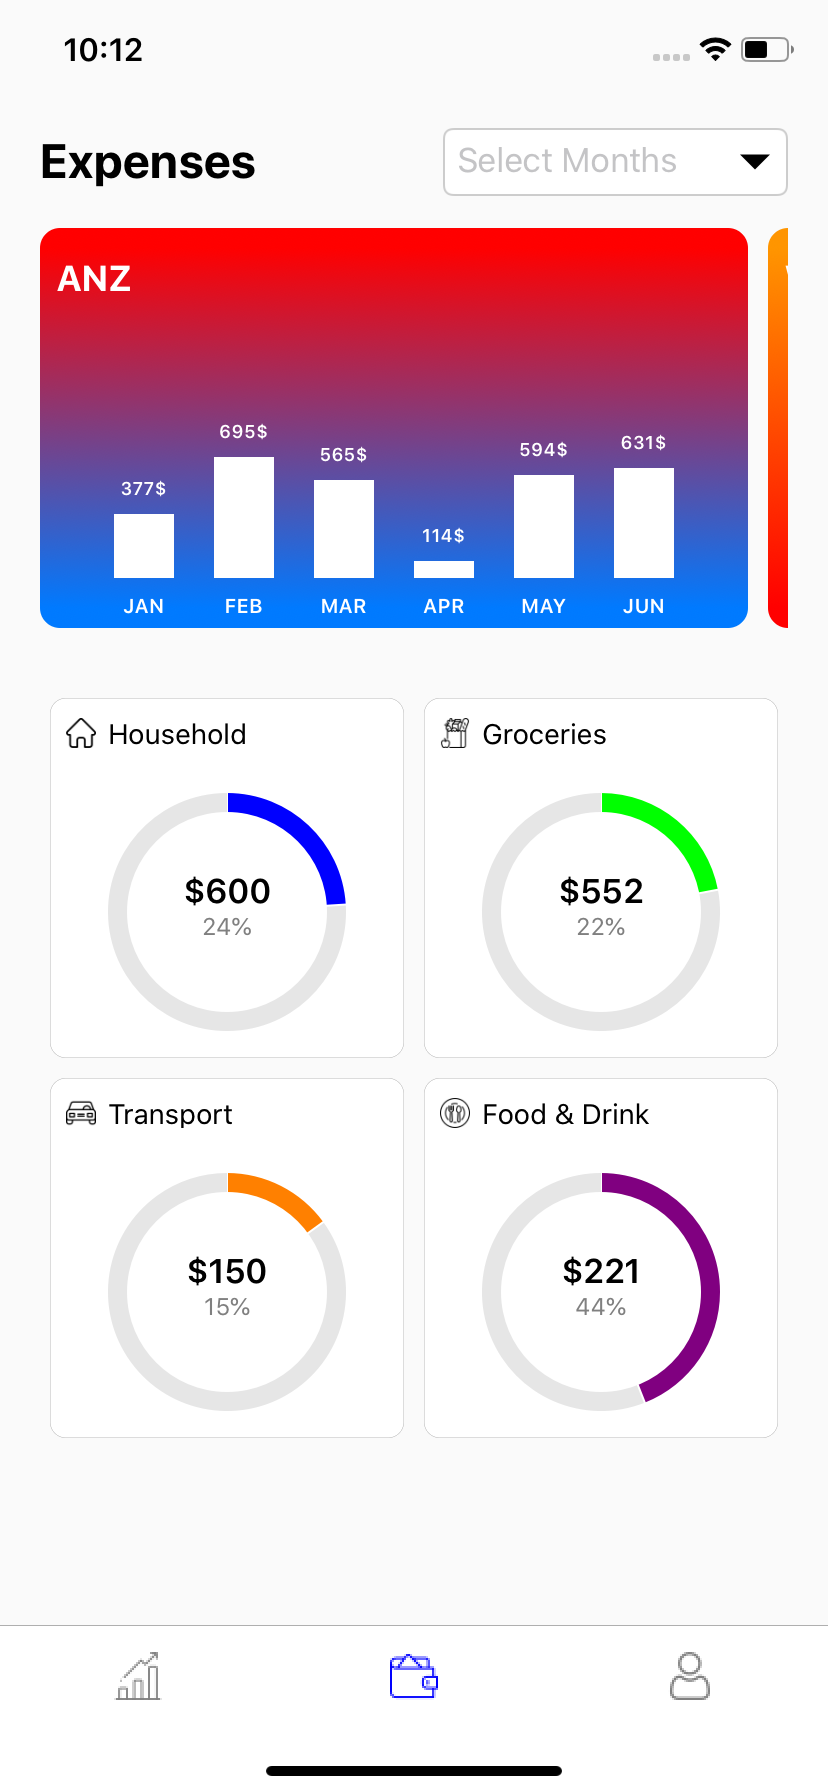 10:12
Expenses
Select Months
ANZ
377$
695$
565$
114$
594$
631$
JAN
FEB
MAR
APR
MAY
JUN
Household
$600
24%
Groceries
$552
22%
Transport
$150
15%
Food & Drink
$221
44%